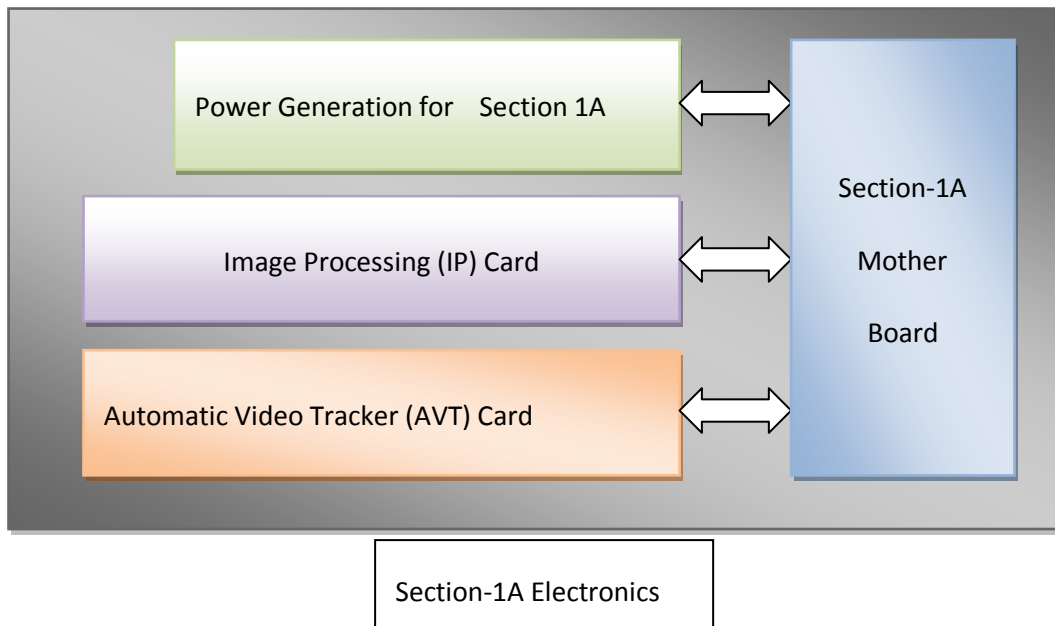 Power Generation for Section 1A
Image Processing (IP) Card
Automatic Video Tracker (AVT) Card
Section-1A
Mother
Board
Section-1A Electronics